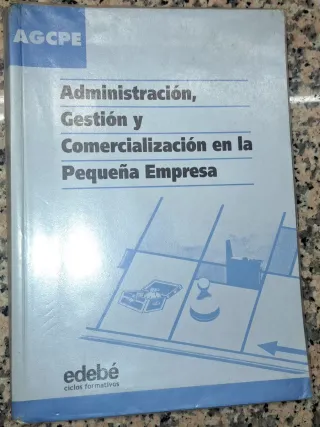 AGCPE
Administración,
Gestión y
Comercialización en la
Pequeña Empresa
edebé
ciclos formativos